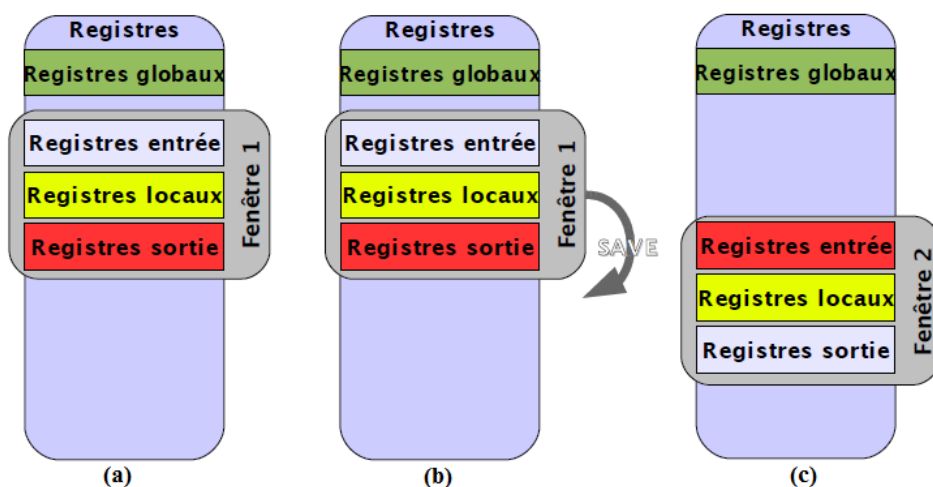 Registres
Registres globaux
Registres entrée
Registres locaux
Registres sortie
Fenêtre 1
(a)
Registres
Registres globaux
Registres entrée
Registres locaux
Registres sortie
Fenêtre 1
SAVE
(b)
Registres
Registres globaux
Registres entrée
Registres locaux
Registres sortie
Fenêtre 2
(c)